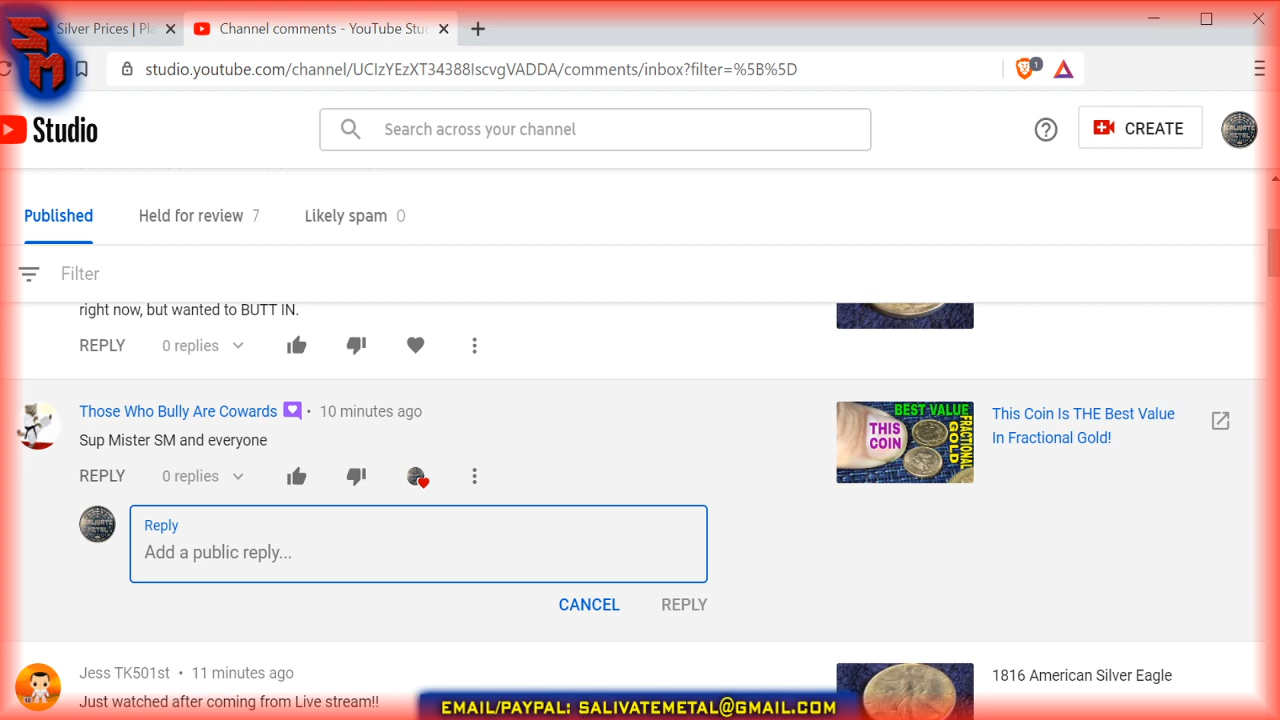 SM
Silver Prices | Pla
Channel comments - YouTube Stu
studio.youtube.com/channel/UCIzYEzXT34388IscvgVADDA/comments/inbox?filter=%5B%5D
1
Studio
Search across your channel
CREATE
Published
Held for review 7
Likely spam 0
Filter
right now, but wanted to BUTT IN.
REPLY 0 replies
Those Who Bully Are Cowards • 10 minutes ago
Sup Mister SM and everyone
REPLY 0 replies
BEST VALUE
THIS
COIN
FRACTIONAL
GOLD
This Coin Is THE Best Value
In Fractional Gold!
SALIVATE
METAL
Reply
Add a public reply...
CANCEL REPLY
Jess TK501st • 11 minutes ago
Just watched after coming from Live stream!!
1816 American Silver Eagle
EMAIL/PAYPAL: SALIVATEMETAL@GMAIL.COM